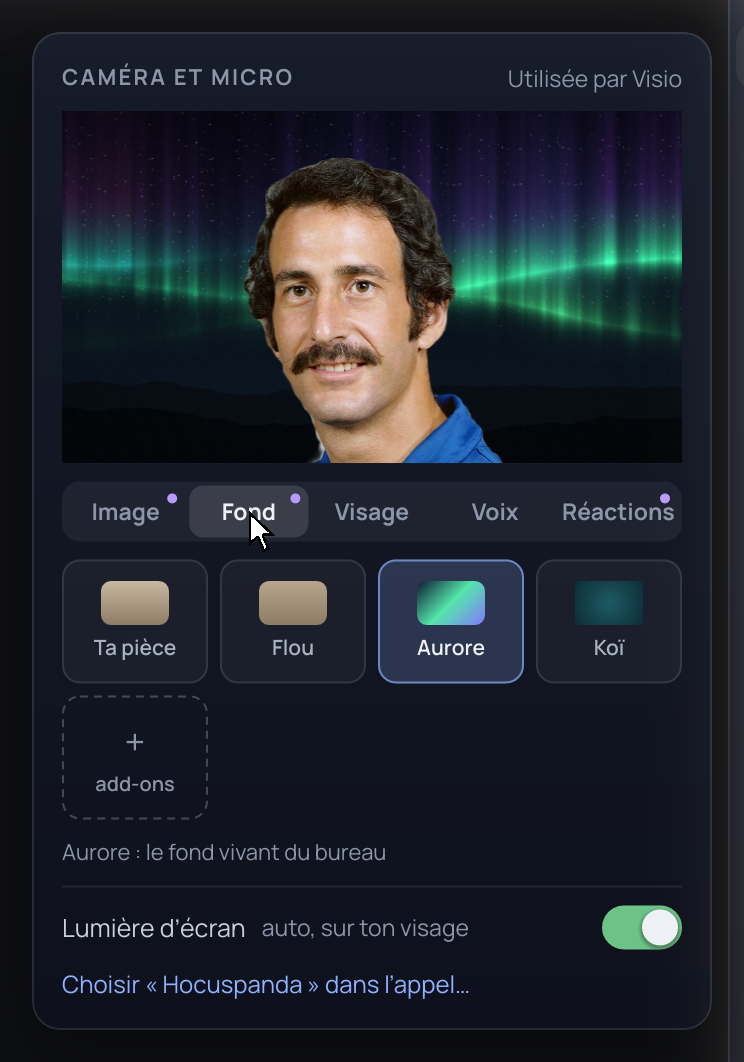 CAMÉRA ET MICRO
Utilisée par Visio
Image Fond Visage Voix Réactions
Ta pièce Flou Aurore Koï
+
add-ons
Aurore : le fond vivant du bureau
Lumière d’écran auto, sur ton visage
Choisir « Hocuspanda » dans l’appel…